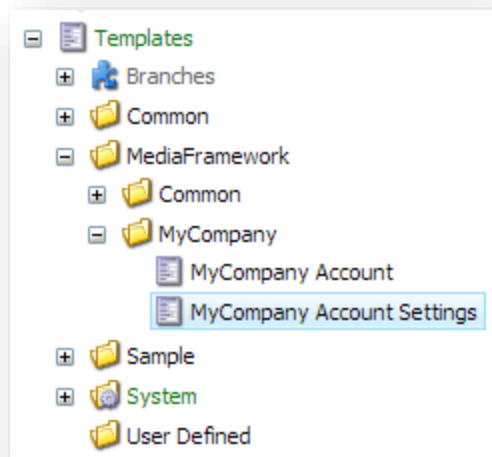 Templates
Branches
Common
MediaFramework
Common
MyCompany
MyCompany Account
MyCompany Account Settings
Sample
System
User Defined